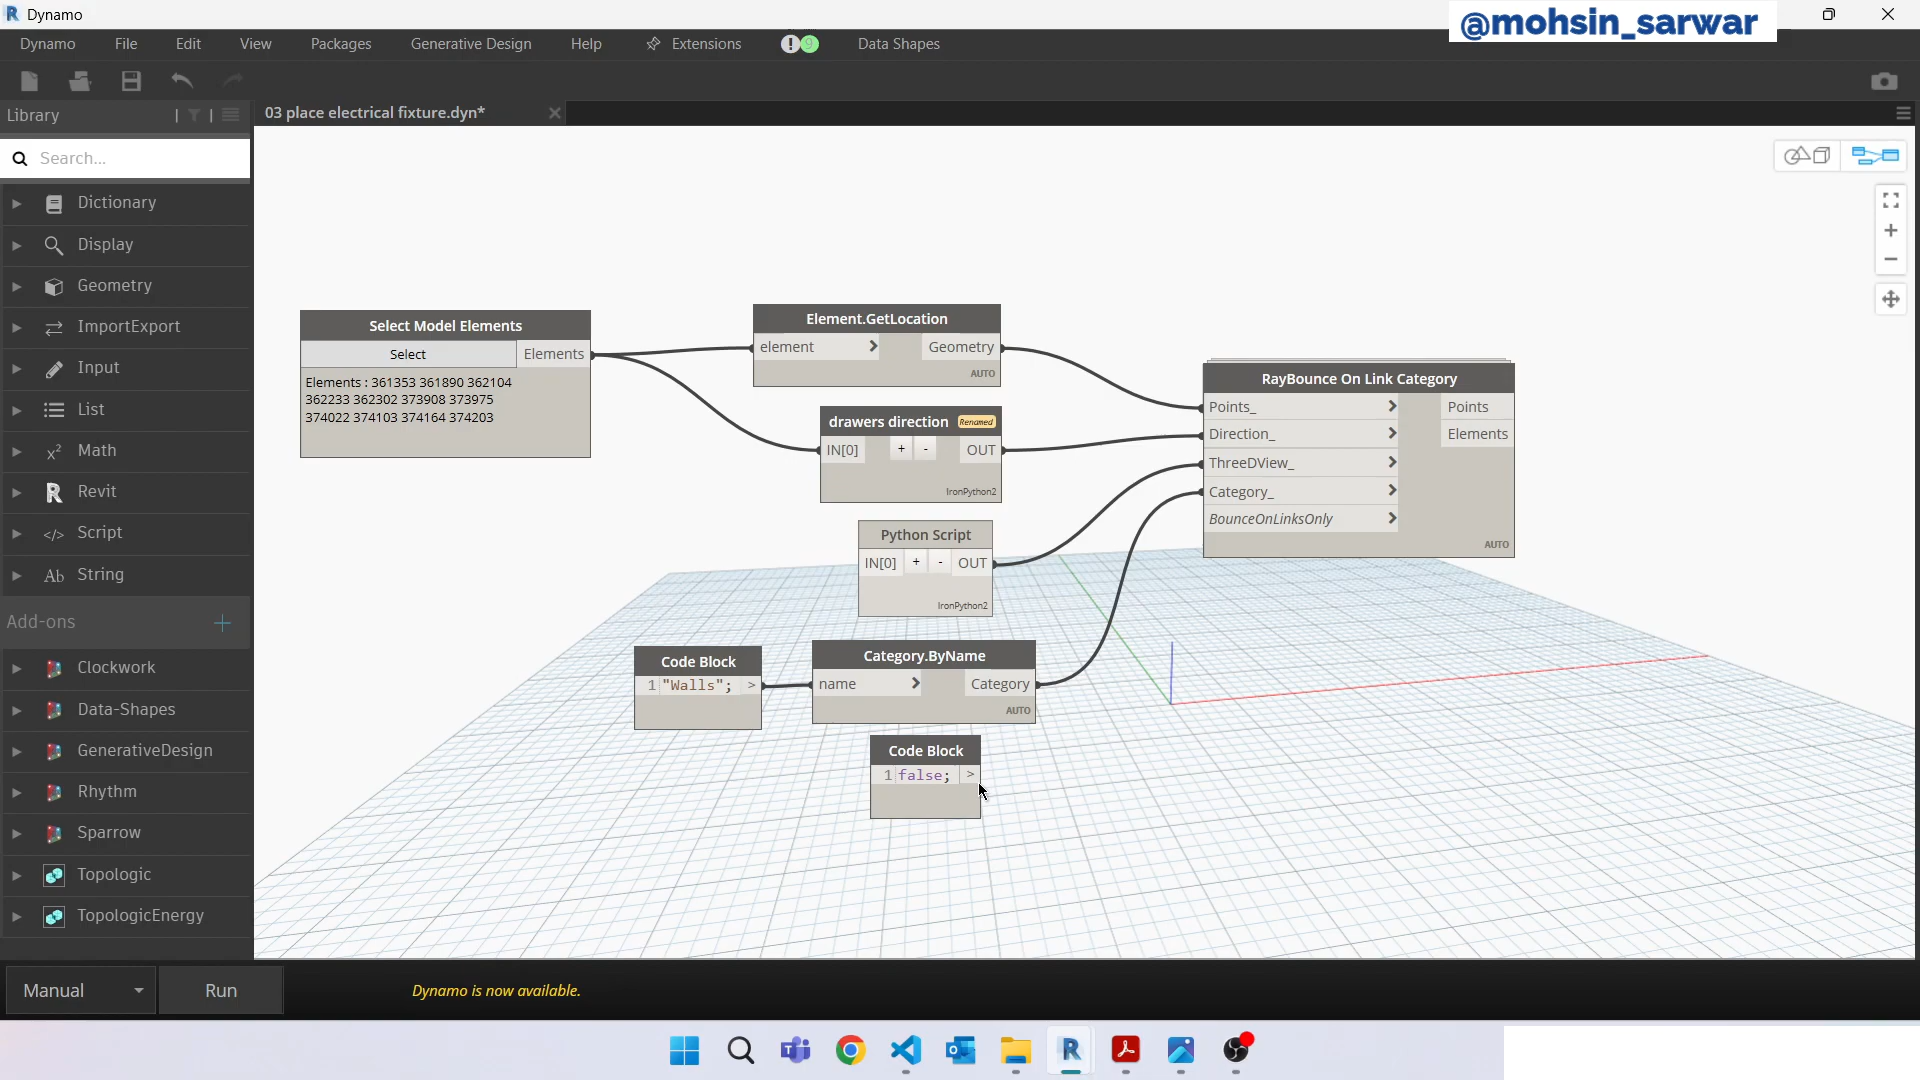 Dynamo
@mohsin_sarwar
Dynamo
File
Edit
View
Packages
Generative Design
Help
Extensions
Data Shapes
Library
03 place electrical fixture.dyn*
Search...
Dictionary
Display
Geometry
ImportExport
Input
List
Math
Revit
Script
String
Add-ons
Clockwork
Data-Shapes
GenerativeDesign
Rhythm
Sparrow
Topologic
TopologicEnergy
Select Model Elements
Select
Elements
Elements : 361353 361890 362104
362233 362302 373908 373975
374022 374103 374164 374203
Element.GetLocation
element
>
Geometry
AUTO
drawers direction
Renamed
IN[0]
+
-
OUT
IronPython2
Python Script
IN[0]
+
-
OUT
IronPython2
Code Block
1 "Walls"; >
Category.ByName
name
>
Category
AUTO
Code Block
1 false; >
RayBounce On Link Category
Points_ > Points
Direction_ > Elements
ThreeDView_ >
Category_ >
BounceOnLinksOnly >
AUTO
Manual
Run
Dynamo is now available.